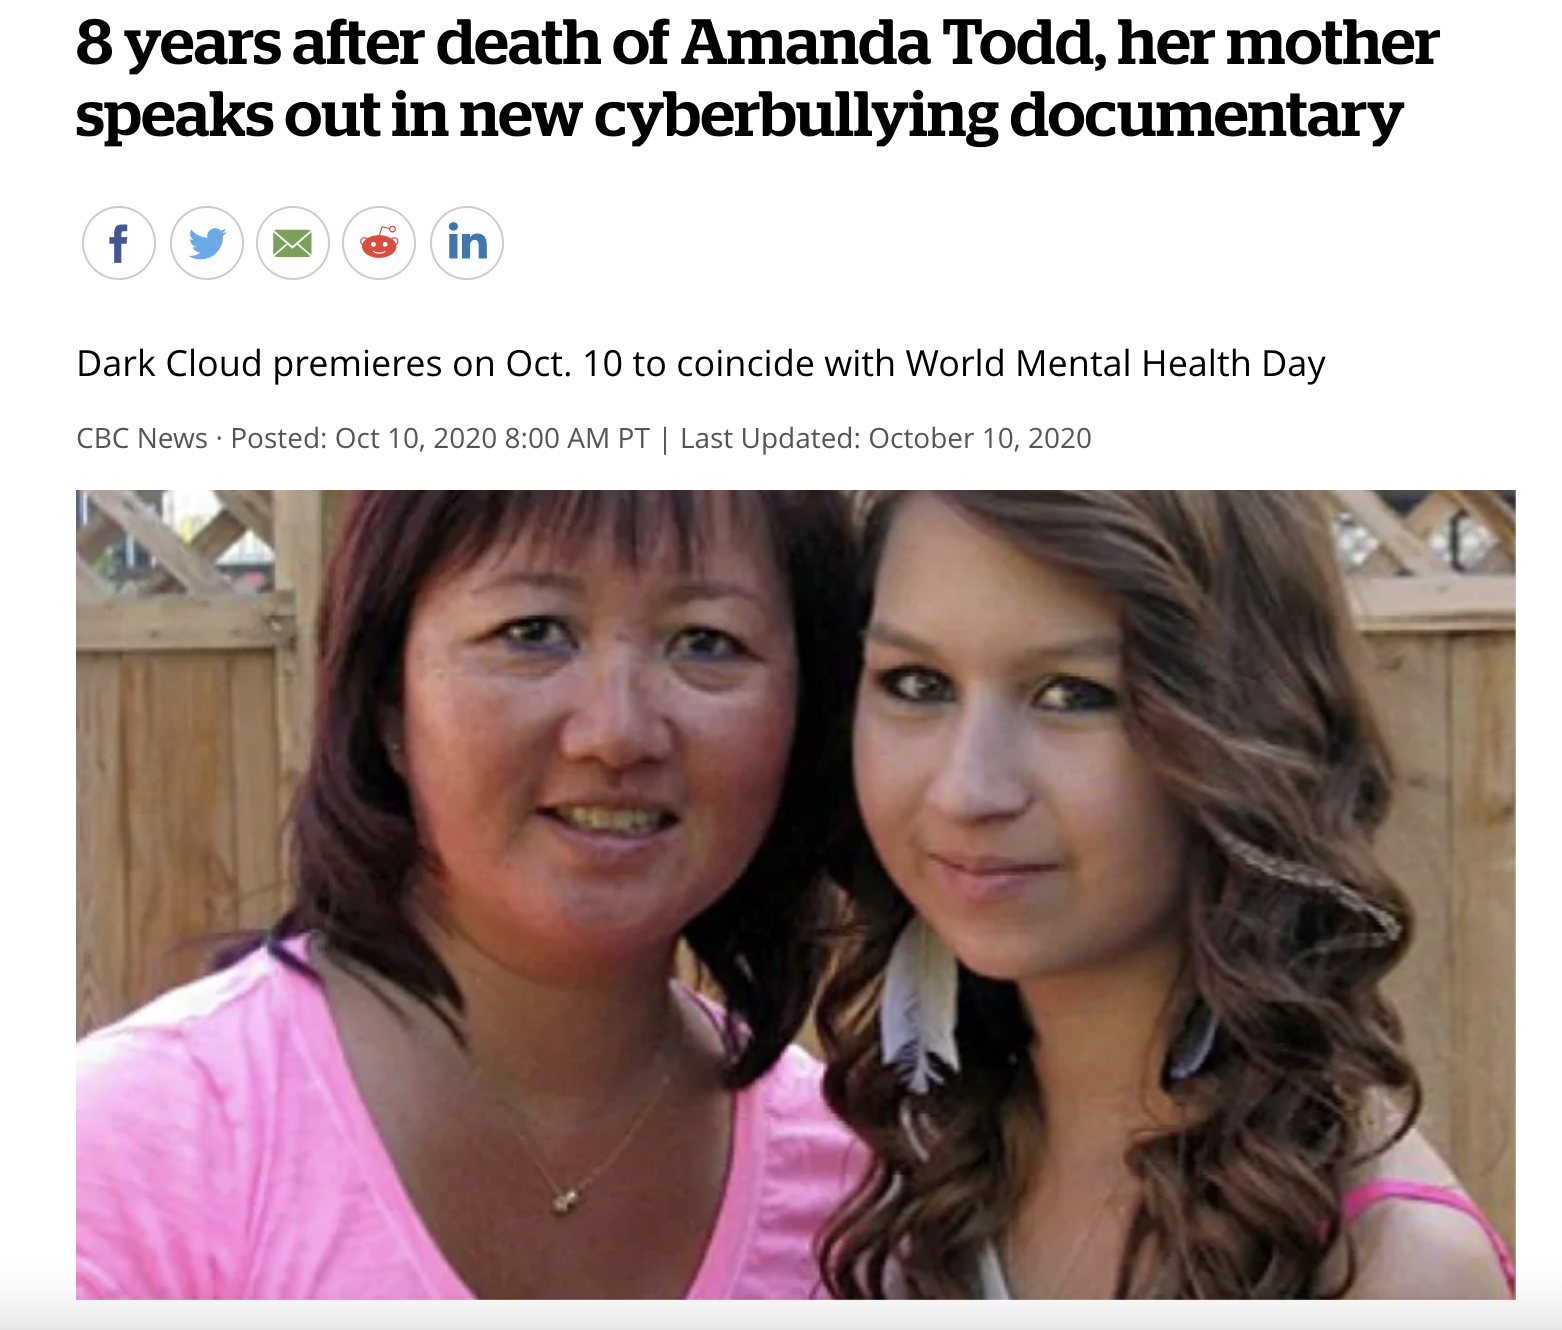 8 years after death of Amanda Todd, her mother
speaks out in new cyberbullying documentary
f
in
Dark Cloud premieres on Oct. 10 to coincide with World Mental Health Day
CBC News · Posted: Oct 10, 2020 8:00 AM PT | Last Updated: October 10, 2020